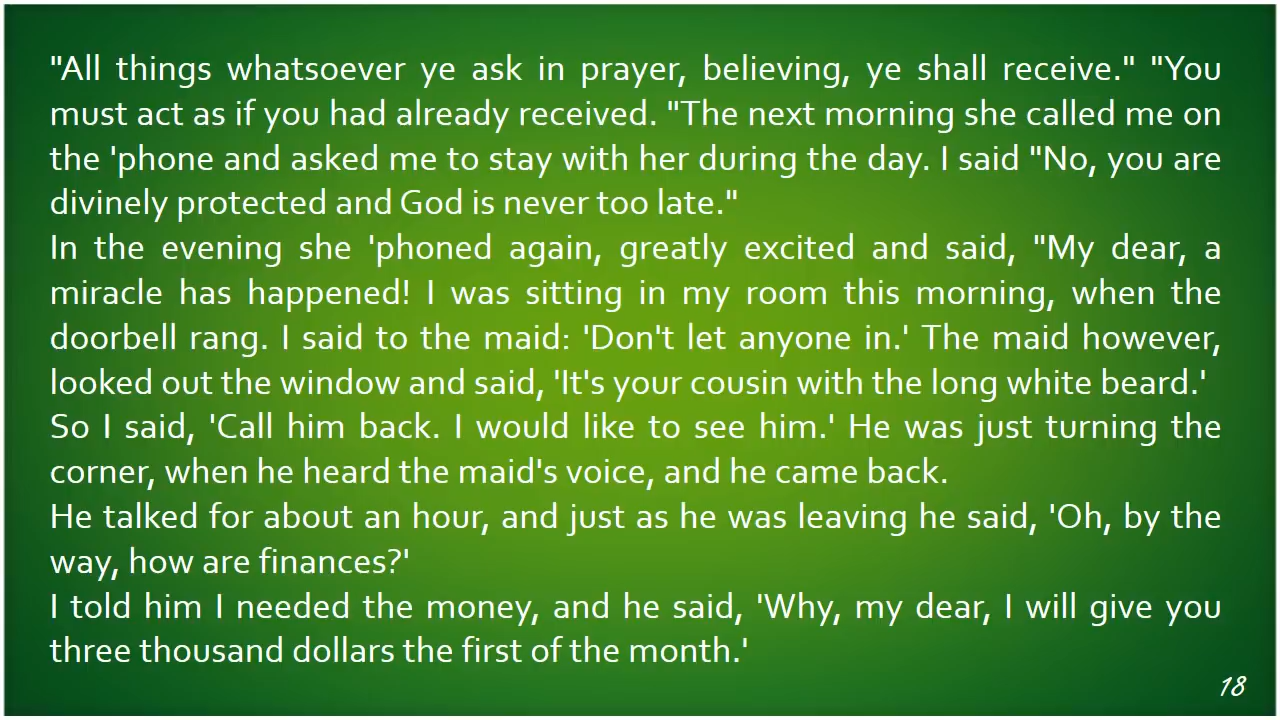 "All things whatsoever ye ask in prayer, believing, ye shall receive." "You
must act as if you had already received. "The next morning she called me on
the 'phone and asked me to stay with her during the day. I said "No, you are
divinely protected and God is never too late."
In the evening she 'phoned again, greatly excited and said, "My dear, a
miracle has happened! I was sitting in my room this morning, when the
doorbell rang. I said to the maid: 'Don't let anyone in.' The maid however,
looked out the window and said, 'It's your cousin with the long white beard.'
So I said, 'Call him back. I would like to see him.' He was just turning the
corner, when he heard the maid's voice, and he came back.
He talked for about an hour, and just as he was leaving he said, 'Oh, by the
way, how are finances?'
I told him I needed the money, and he said, 'Why, my dear, I will give you
three thousand dollars the first of the month.'
18